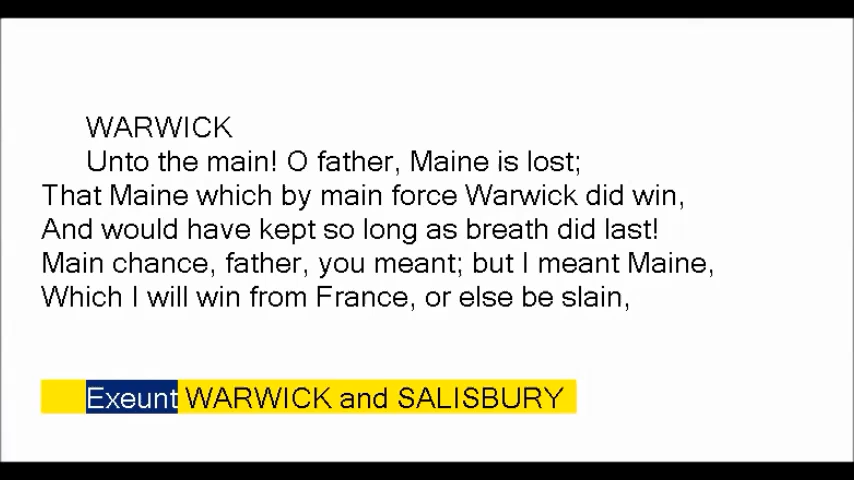 WARWICK
Unto the main! O father, Maine is lost;
That Maine which by main force Warwick did win,
And would have kept so long as breath did last!
Main chance, father, you meant; but I meant Maine,
Which I will win from France, or else be slain,
Exeunt WARWICK and SALISBURY